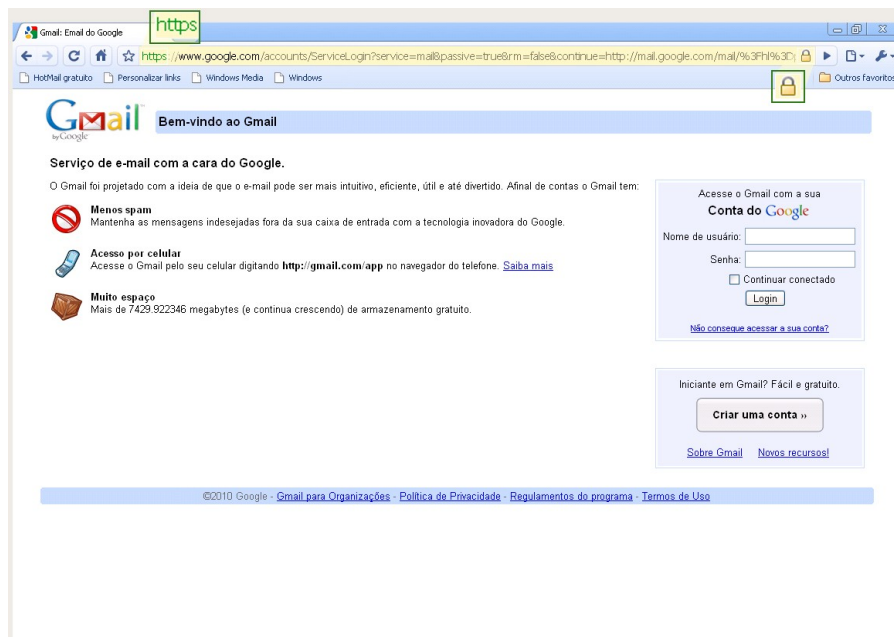 Gmail: Email do Google
https
https://www.google.com/accounts/ServiceLogin?service=mail&passive=true&rm=false&continue=http://mail.google.com/mail/%3Fhl%3D
HotMail gratuito Personalizar links Windows Media Windows Outros favoritos
Gmail
by Google
Bem-vindo ao Gmail
Serviço de e-mail com a cara do Google.
O Gmail foi projetado com a ideia de que o e-mail pode ser mais intuitivo, eficiente, útil e até divertido. Afinal de contas o Gmail tem:
Menos spam
Mantenha as mensagens indesejadas fora da sua caixa de entrada com a tecnologia inovadora do Google.
Acesso por celular
Acesse o Gmail pelo seu celular digitando http://gmail.com/app no navegador do telefone. Saiba mais
Muito espaço
Mais de 7429.922346 megabytes (e continua crescendo) de armazenamento gratuito.
Acesse o Gmail com a sua
Conta do Google
Nome de usuário:
Senha:
Continuar conectado
Login
Não consegue acessar a sua conta?
Iniciante em Gmail? Fácil e gratuito.
Criar uma conta »
Sobre Gmail Novos recursos!
©2010 Google - Gmail para Organizações - Política de Privacidade - Regulamentos do programa - Termos de Uso